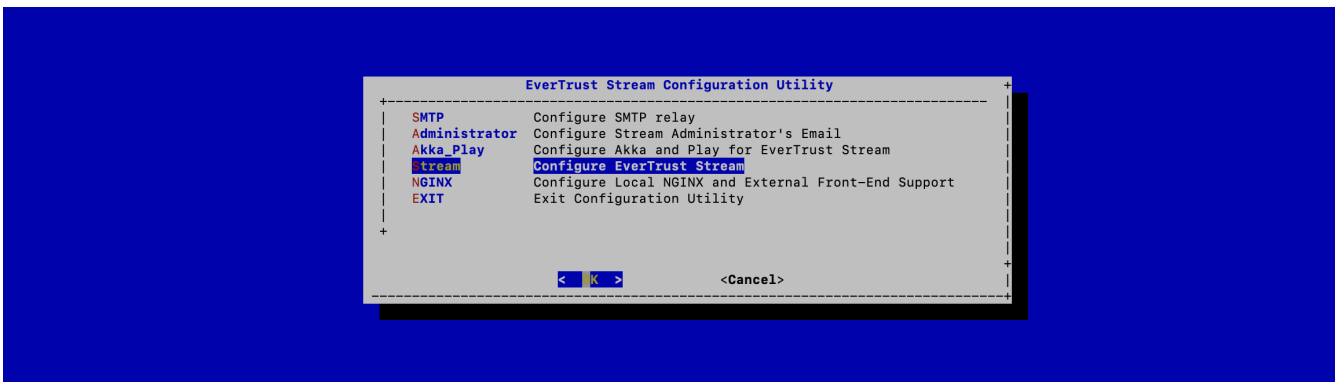 EverTrust Stream Configuration Utility
SMTP Configure SMTP relay
Administrator Configure Stream Administrator's Email
Akka_Play Configure Akka and Play for EverTrust Stream
Stream Configure EverTrust Stream
NGINX Configure Local NGINX and External Front-End Support
EXIT Exit Configuration Utility
< K > <Cancel>